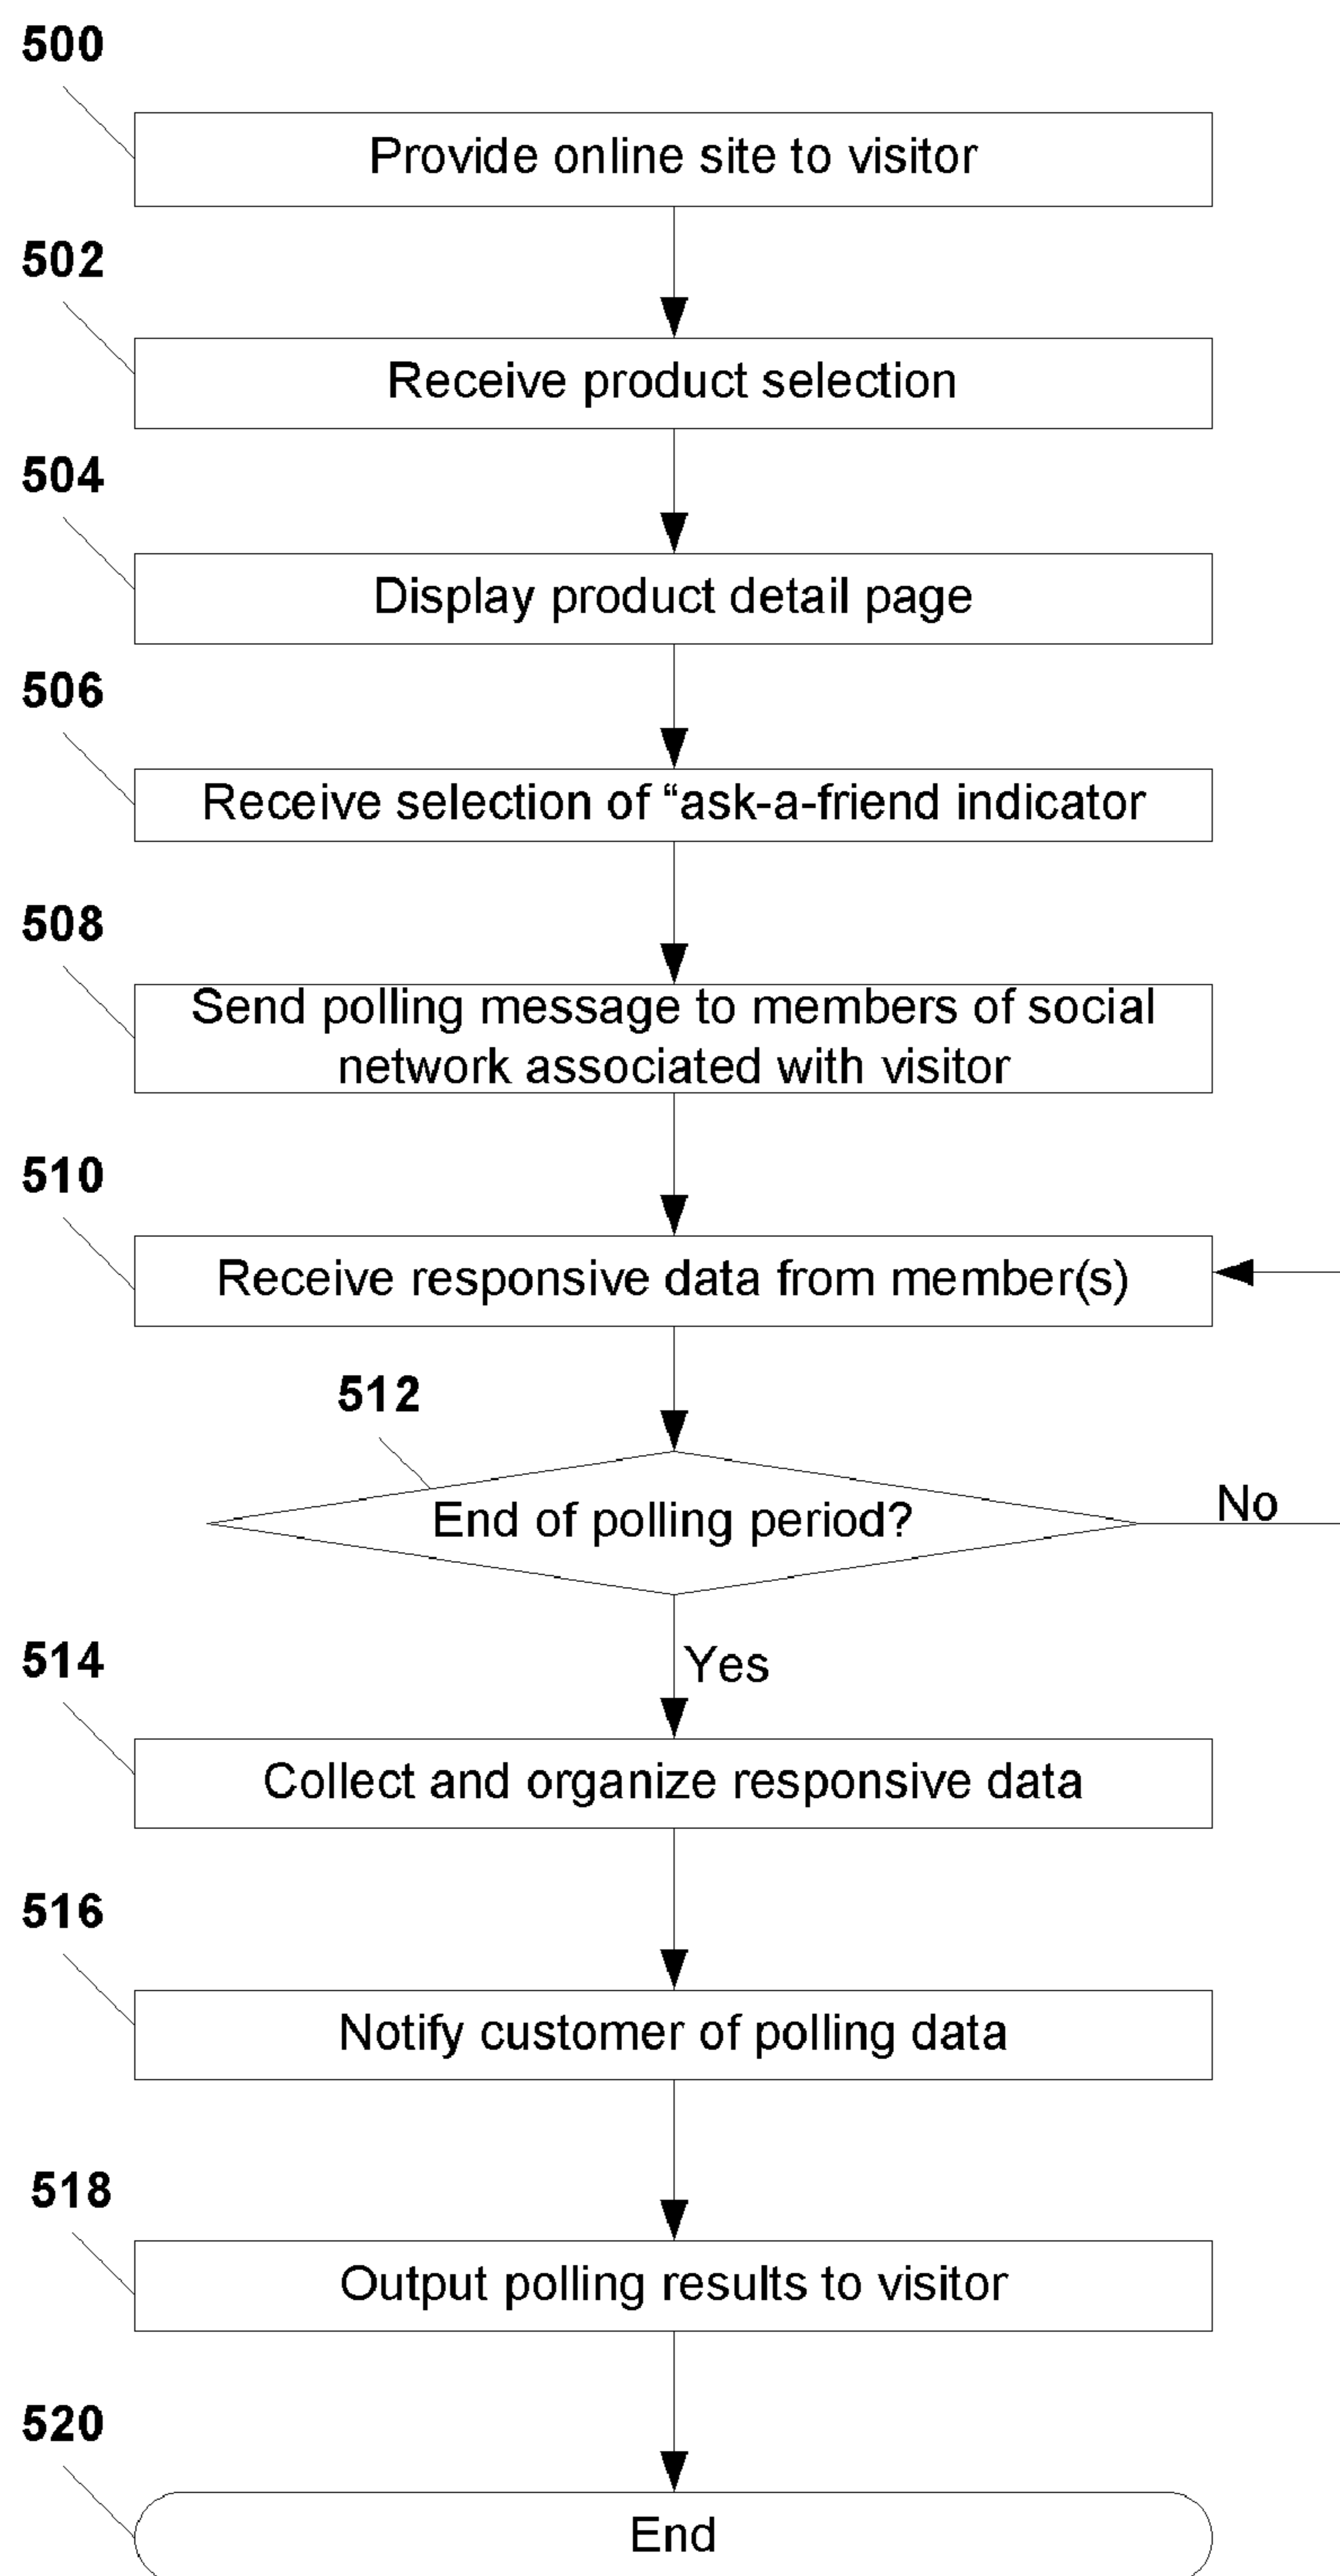 500
Provide online site to visitor
502
Receive product selection
504
Display product detail page
506
Receive selection of “ask-a-friend indicator
508
Send polling message to members of social
network associated with visitor
510
Receive responsive data from member(s)
512
End of polling period?
No
Yes
514
Collect and organize responsive data
516
Notify customer of polling data
518
Output polling results to visitor
520
End